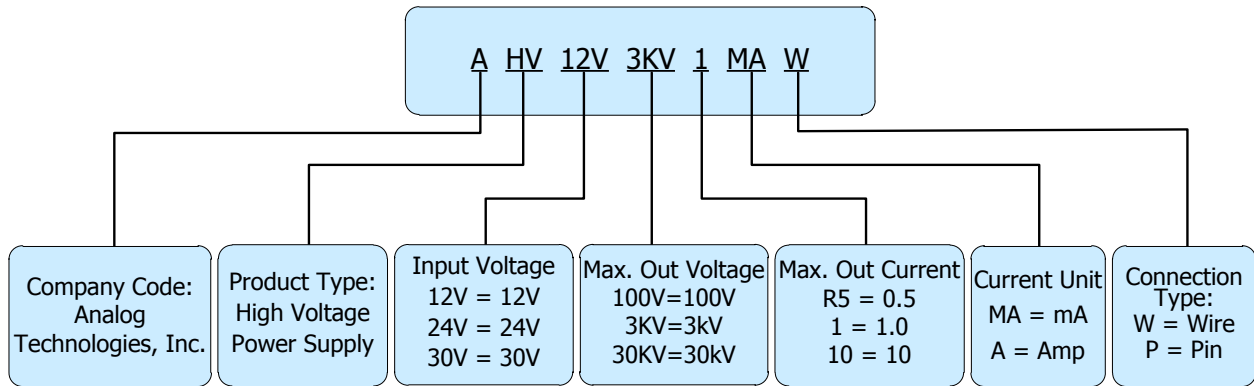 A HV 12V 3KV 1 MA W
Company Code:
Analog
Technologies, Inc.
Product Type:
High Voltage
Power Supply
Input Voltage
12V = 12V
24V = 24V
30V = 30V
Max. Out Voltage
100V=100V
3KV=3kV
30KV=30kV
Max. Out Current
R5 = 0.5
1 = 1.0
10 = 10
Current Unit
MA = mA
A = Amp
Connection
Type:
W = Wire
P = Pin